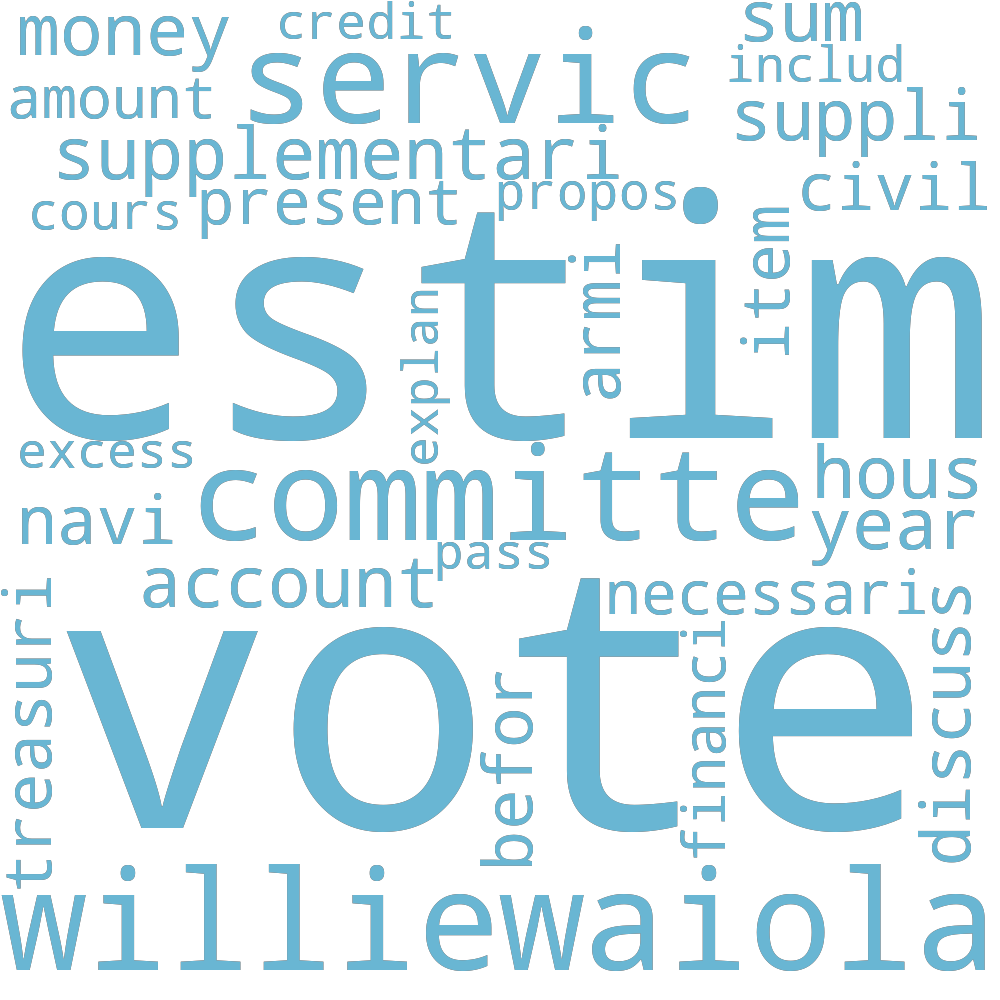 money
credit
sum
servic
includ
amount
suppli
supplementari
civil
present
propos
cours
item
estim
armi
explan
excess
committe
hous
navi
year
pass
account
necessaris
treasuri
vote
befor
financi
discuss
williewaiola